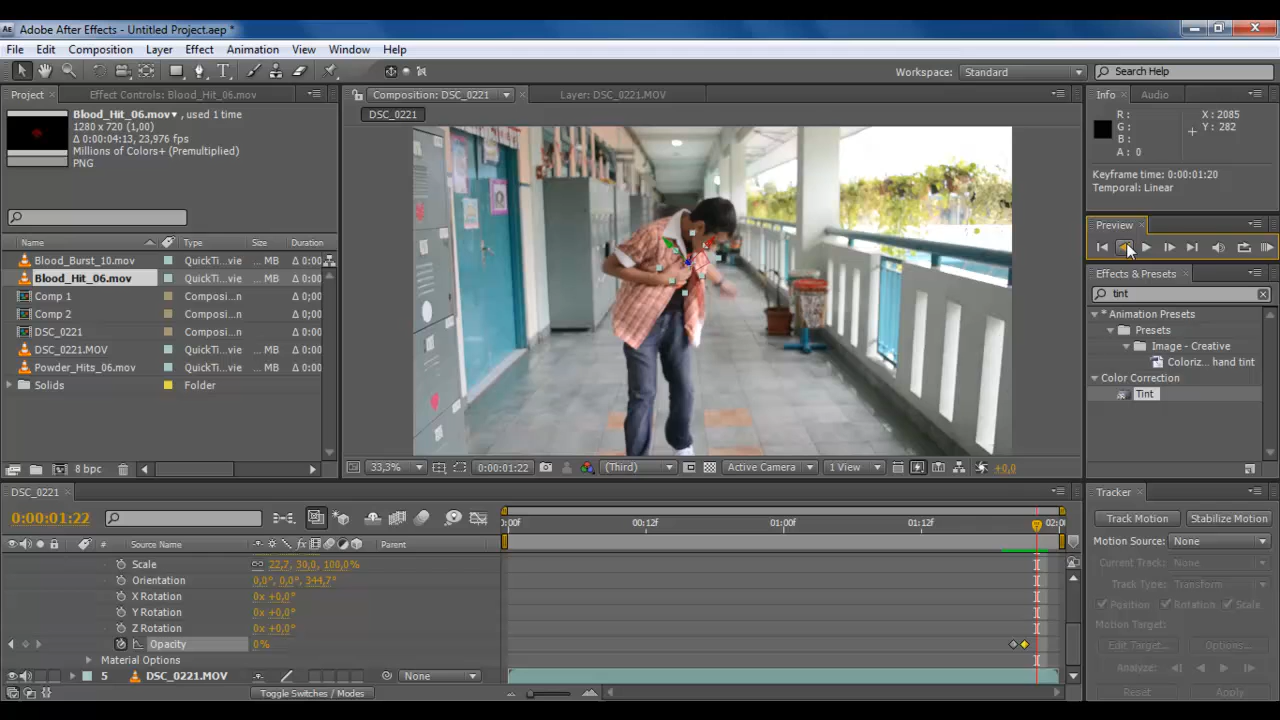 Adobe After Effects - Untitled Project.aep *
File Edit Composition Layer Effect Animation View Window Help
Workspace: Standard Search Help
Project Effect Controls: Blood_Hit_06.mov
Composition: DSC_0221 Layer: DSC_0221.MOV
Info Audio
Blood_Hit_06.mov , used 1 time
1280 x 720 (1,00)
Δ 0:00:04:13, 23,976 fps
Millions of Colors+ (Premultiplied)
PNG
DSC_0221
R :
G :
B :
A : 0
X : 2085
Y : 282
Keyframe time: 0:00:01:20
Temporal: Linear
Preview
Name Type Size Duration
Blood_Burst_10.mov QuickTi...vie ... MB Δ 0:00
Blood_Hit_06.mov QuickTi...vie ... MB Δ 0:00
Comp 1 Composi...n Δ 0:00
Comp 2 Composi...n Δ 0:00
DSC_0221 Composi...n Δ 0:00
DSC_0221.MOV QuickTi...vie ... MB Δ 0:00
Powder_Hits_06.mov QuickTi...vie ... MB Δ 0:00
Solids Folder
8 bpc
33,3% 0:00:01:22 (Third) Active Camera 1 View +0,0
Effects & Presets
tint
* Animation Presets
Presets
Image - Creative
Coloriz... hand tint
Color Correction
Tint
DSC_0221
0:00:01:22
# Source Name Parent
:00f 00:12f 01:00f 01:12f 02:0
Scale 22,7, 30,0, 100,0%
Orientation 0,0°, 0,0°, 344,7°
X Rotation 0x +0,0°
Y Rotation 0x +0,0°
Z Rotation 0x +0,0°
Opacity 0%
Material Options
5 DSC_0221.MOV None
Toggle Switches / Modes
Tracker
Track Motion Stabilize Motion
Motion Source: None
Current Track: None
Track Type: Transform
Position Rotation Scale
Motion Target:
Edit Target... Options...
Analyze:
Reset Apply